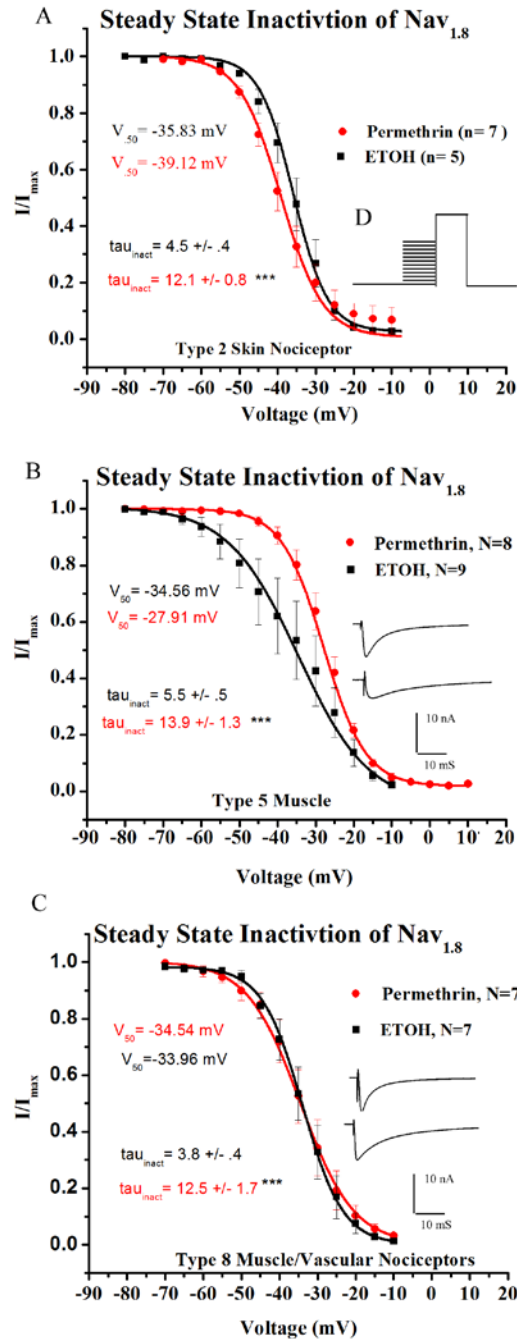 A
Steady State Inactivtion of Nav1.8
1.0
0.8
0.6
0.4
0.2
0.0
I/Imax
V.50= -35.83 mV
V.50= -39.12 mV
Permethrin (n= 7 )
ETOH (n= 5)
D
tauinact= 4.5 +/- .4
tauinact= 12.1 +/- 0.8 ***
Type 2 Skin Nociceptor
-90 -80 -70 -60 -50 -40 -30 -20 -10 0 10 20
Voltage (mV)
B
Steady State Inactivtion of Nav1.8
1.0
0.8
0.6
0.4
0.2
0.0
I/Imax
Permethrin, N=8
ETOH, N=9
V50= -34.56 mV
V50= -27.91 mV
tauinact= 5.5 +/- .5
tauinact= 13.9 +/- 1.3 ***
10 nA
10 mS
Type 5 Muscle
-90 -80 -70 -60 -50 -40 -30 -20 -10 0 10 20
Voltage (mV)
C
Steady State Inactivtion of Nav1.8
1.0
0.8
0.6
0.4
0.2
0.0
I/Imax
Permethrin, N=7
ETOH, N=7
V50= -34.54 mV
V50= -33.96 mV
tauinact= 3.8 +/- .4
tauinact= 12.5 +/- 1.7 ***
10 nA
10 mS
Type 8 Muscle/Vascular Nociceptors
-90 -80 -70 -60 -50 -40 -30 -20 -10 0 10 20
Voltage (mV)